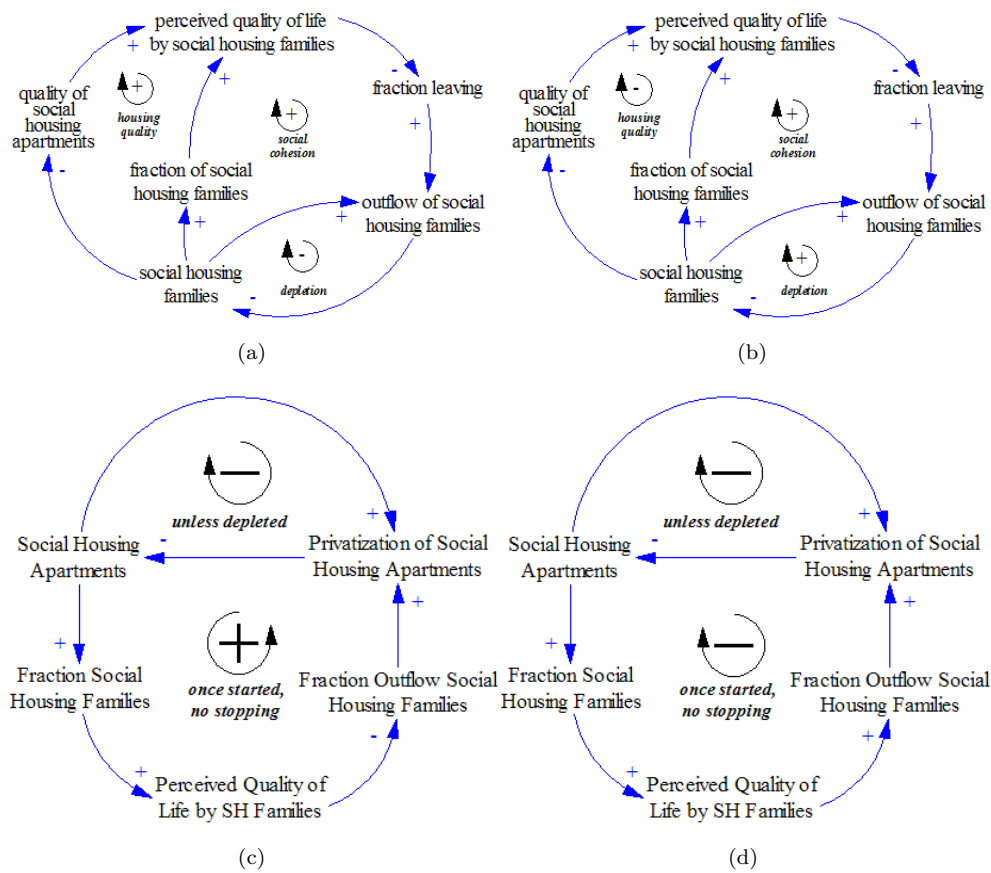 perceived quality of life
by social housing families
+
-
fraction leaving
+
quality of
social
housing
apartments
+
housing
quality
+
+
social
cohesion
+
-
fraction of social
housing families
outflow of social
housing families
+
+
-
depletion
social housing
families
-
(a)
perceived quality of life
by social housing families
+
-
fraction leaving
+
quality of
social
housing
apartments
-
housing
quality
+
+
social
cohesion
+
-
fraction of social
housing families
outflow of social
housing families
+
+
+
depletion
social housing
families
-
(b)
unless depleted
+
-
Social Housing
Apartments
Privatization of Social
Housing Apartments
+
+
Fraction Social
Housing Families
once started,
no stopping
Fraction Outflow Social
Housing Families
-
+
Perceived Quality of
Life by SH Families
(c)
unless depleted
+
-
Social Housing
Apartments
Privatization of Social
Housing Apartments
+
+
Fraction Social
Housing Families
once started,
no stopping
Fraction Outflow Social
Housing Families
+
+
Perceived Quality of
Life by SH Families
(d)